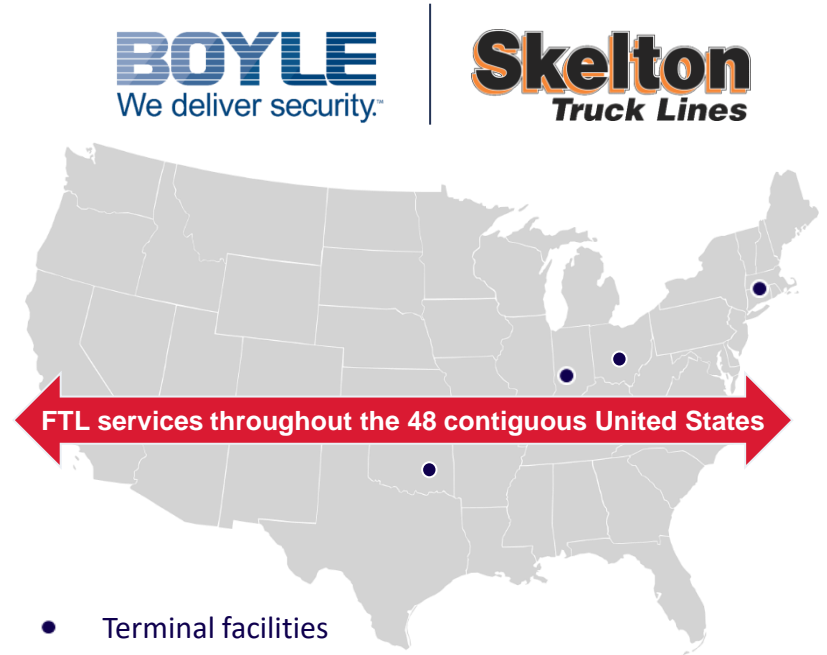 BOYLE
We deliver security.™
Skelton
Truck Lines
FTL services throughout the 48 contiguous United States
Terminal facilities